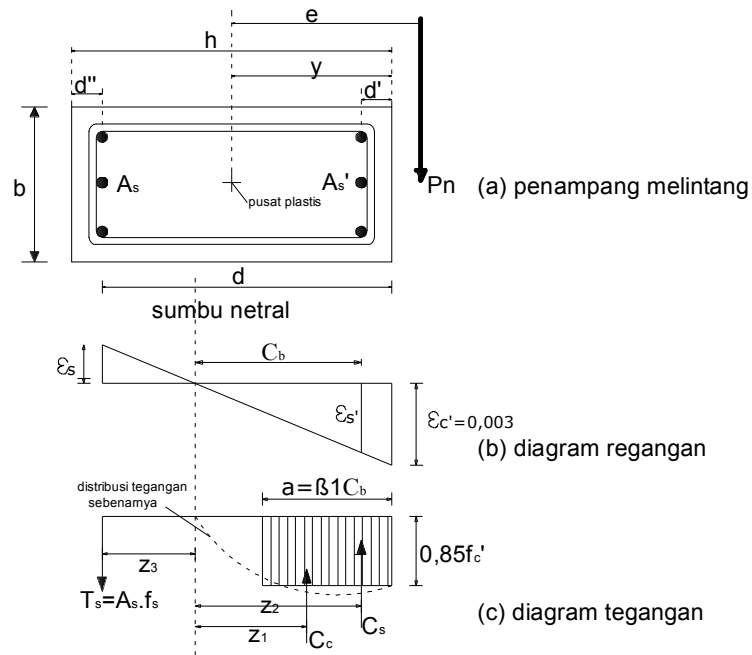 e
h
y
d"
d'
b
As
As'
pusat plastis
Pn
(a) penampang melintang
d
sumbu netral
Cb
εs
εs'
εc'=0,003
(b) diagram regangan
distribusi tegangan
sebenarnya
a=ß1Cb
0,85fc'
z3
Ts=As.fs
z2
z1
Cc
Cs
(c) diagram tegangan